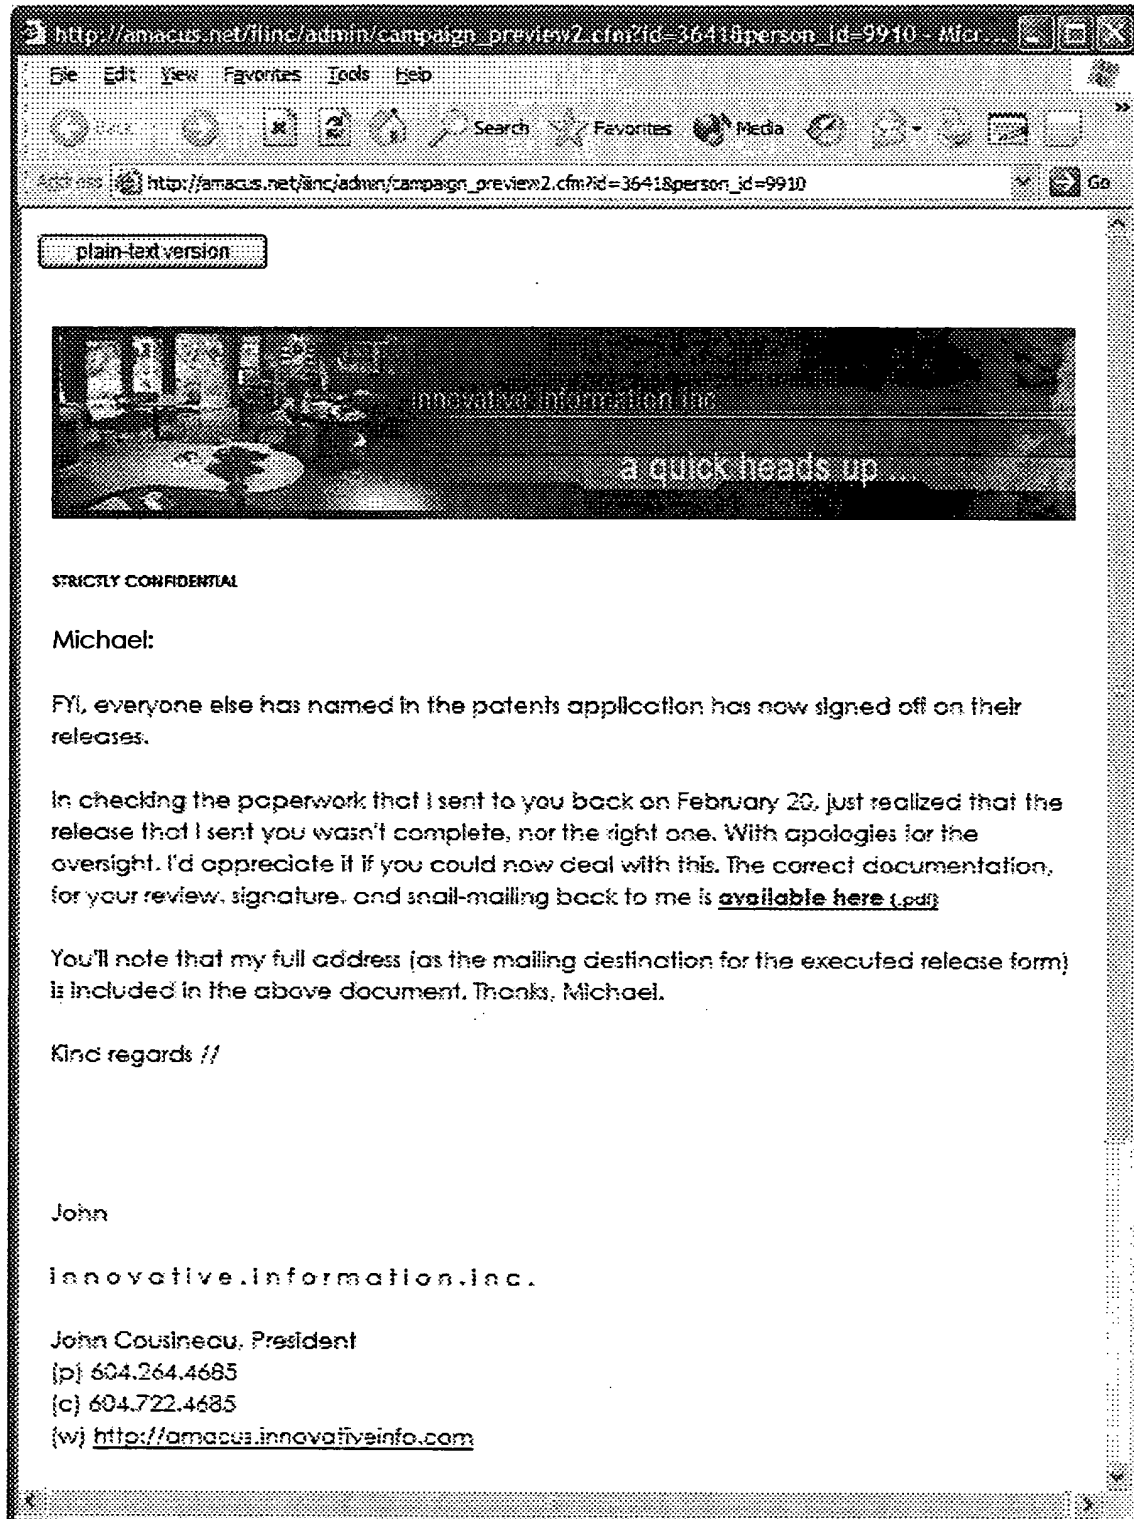 http://amacus.net/iinc/admin/campaign_preview2.cfm?id=3641&person_id=9910 - Micr...
File Edit View Favorites Tools Help
Back Search Favorites Media »
Address http://amacus.net/iinc/admin/campaign_preview2.cfm?id=3641&person_id=9910 Go
plain-text version
innovative information inc
a quick heads up ...
STRICTLY CONFIDENTIAL
Michael:
FYI, everyone else has named in the patents application has now signed off on their
releases.
In checking the paperwork that I sent to you back on February 20, just realized that the
release that I sent you wasn't complete, nor the right one. With apologies for the
oversight. I'd appreciate it if you could now deal with this. The correct documentation,
for your review, signature, and snail-mailing back to me is available here (.pdf)
You'll note that my full address (as the mailing destination for the executed release form)
is included in the above document. Thanks, Michael.
Kind regards //
John
innovative.information.inc.
John Cousineau, President
(p) 604.264.4685
(c) 604.722.4685
(w) http://amacus.innovativeinfo.com